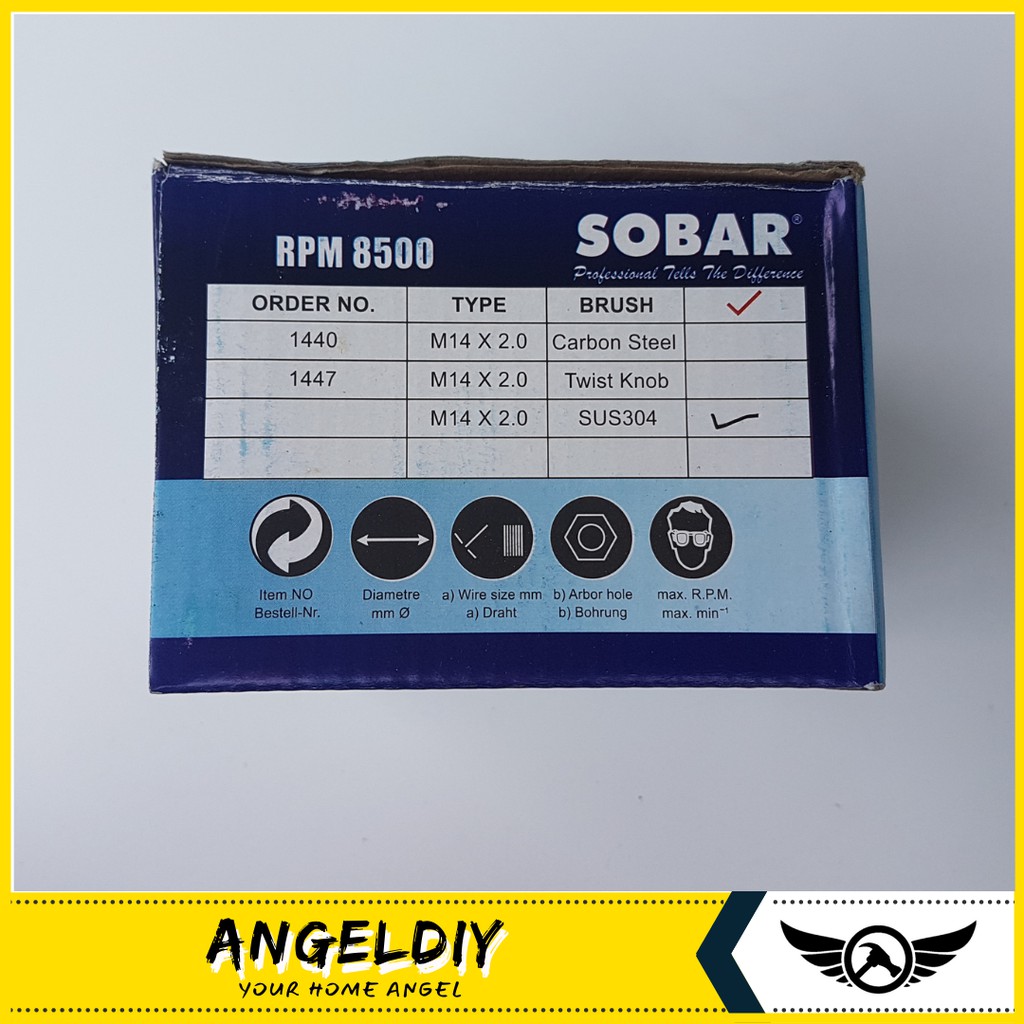 RPM 8500
SOBAR®
Professional Tells The Difference
ORDER NO. TYPE BRUSH
1440 M14 X 2.0 Carbon Steel
1447 M14 X 2.0 Twist Knob
M14 X 2.0 SUS304
Item NO
Bestell-Nr.
Diametre
mm Ø
a) Wire size mm
a) Draht
b) Arbor hole
b) Bohrung
max. R.P.M.
max. min⁻¹
ANGELDIY
YOUR HOME ANGEL